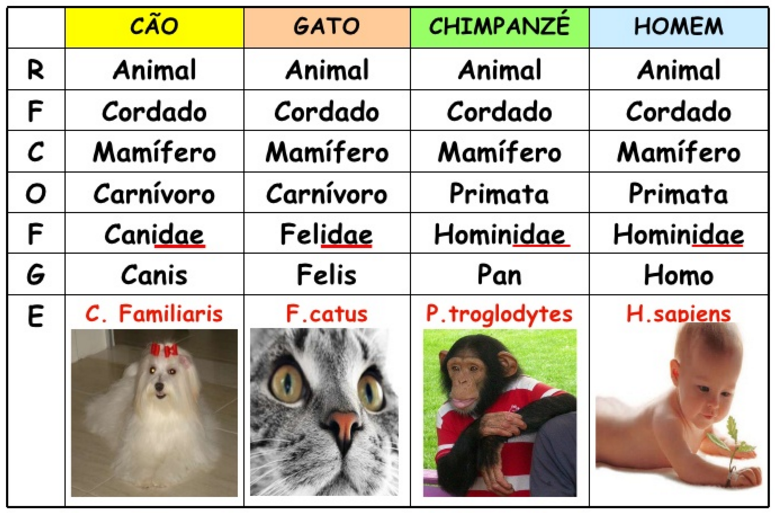 CÃO GATO CHIMPANZÉ HOMEM
R Animal Animal Animal Animal
F Cordado Cordado Cordado Cordado
C Mamífero Mamífero Mamífero Mamífero
O Carnívoro Carnívoro Primata Primata
F Canidae Felidae Hominidae Hominidae
G Canis Felis Pan Homo
E C. Familiaris F.catus P.troglodytes H.sapiens